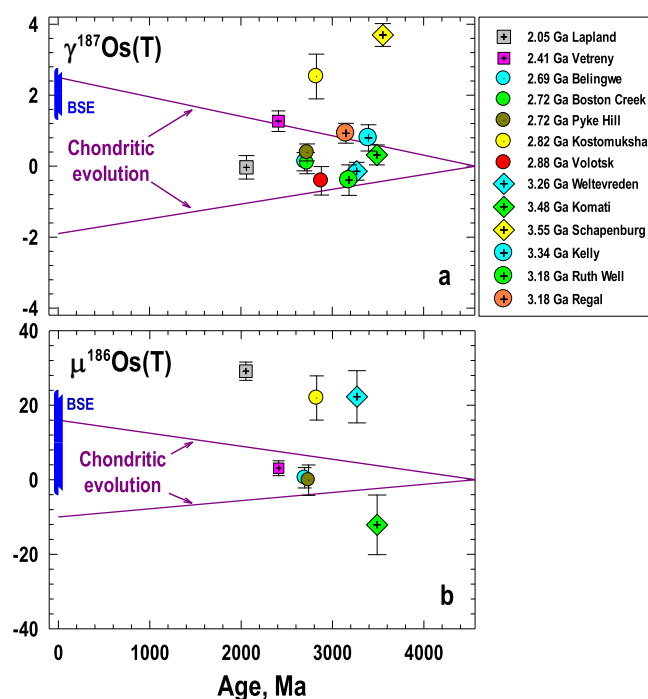 4
γ¹⁸⁷Os(T)
2
BSE
Chondritic
evolution
0
-2
-4
a
2.05 Ga Lapland
2.41 Ga Vetreny
2.69 Ga Belingwe
2.72 Ga Boston Creek
2.72 Ga Pyke Hill
2.82 Ga Kostomuksha
2.88 Ga Volotsk
3.26 Ga Weltevreden
3.48 Ga Komati
3.55 Ga Schapenburg
3.34 Ga Kelly
3.18 Ga Ruth Well
3.18 Ga Regal
40
μ¹⁸⁶Os(T)
20
BSE
Chondritic
evolution
0
-20
-40
b
0 1000 2000 3000 4000
Age, Ma